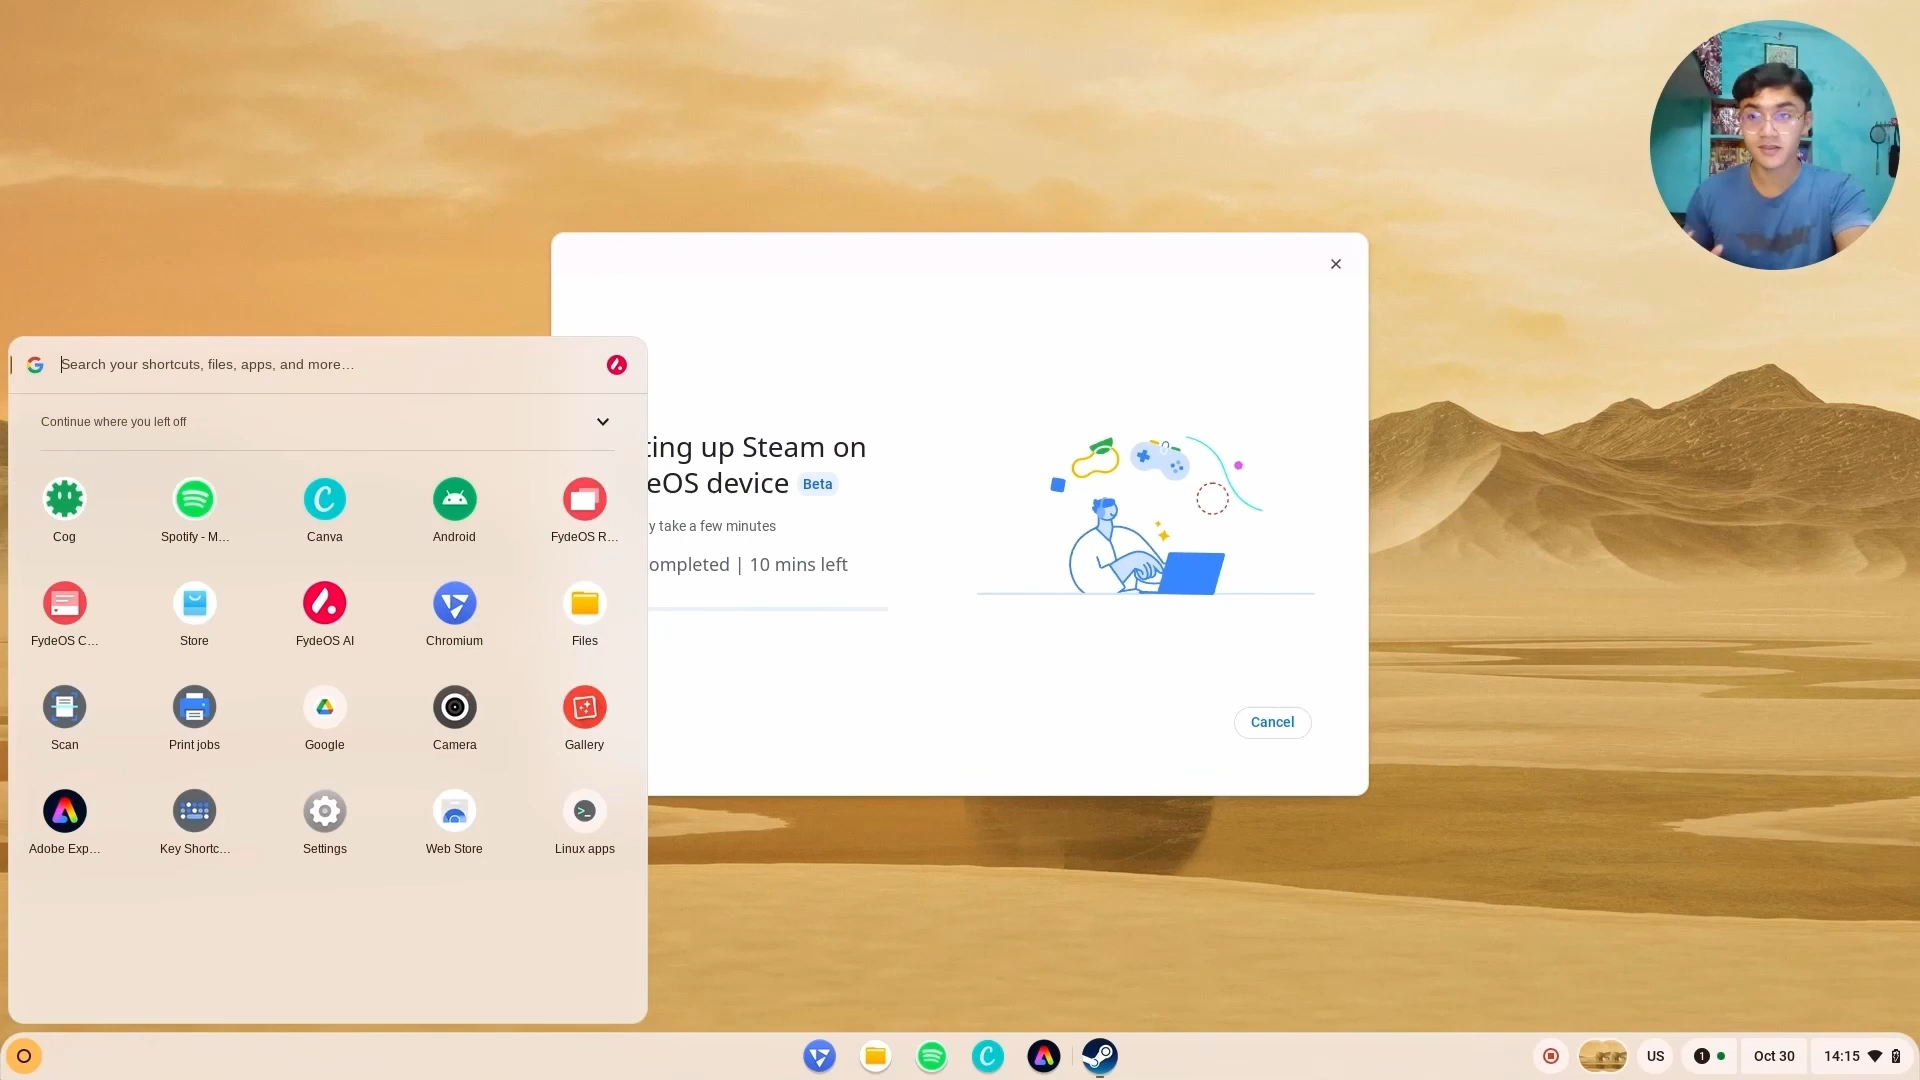 Search your shortcuts, files, apps, and more…
Continue where you left off
Cog
Spotify - M…
Canva
Android
FydeOS R…
FydeOS C…
Store
FydeOS AI
Chromium
Files
Scan
Print jobs
Google
Camera
Gallery
Adobe Exp…
Key Shortc…
Settings
Web Store
Linux apps
ting up Steam on
eOS device Beta
y take a few minutes
ompleted | 10 mins left
Cancel
US
1
Oct 30
14:15